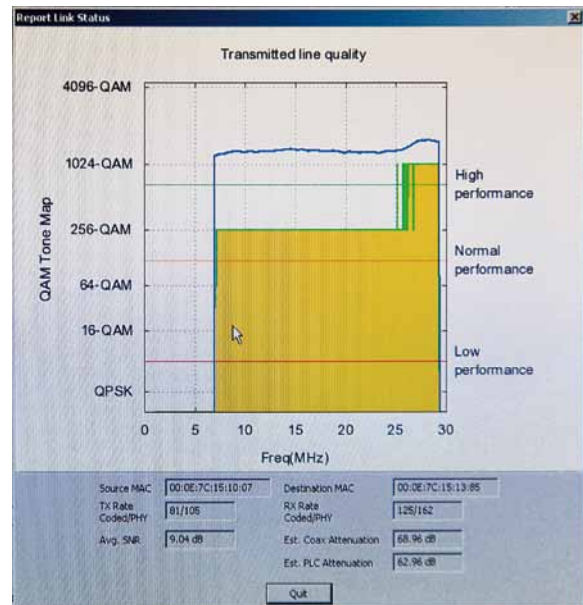 Report Link Status
Transmitted line quality
4096-QAM
1024-QAM
256-QAM
64-QAM
16-QAM
QPSK
QAM Tone Map
High
performance
Normal
performance
Low
performance
0 5 10 15 20 25 30
Freq(MHz)
Source MAC 00:0E:7C:15:10:07 Destination MAC 00:0E:7C:15:13:85
TX Rate
Coded/PHY 81/105 RX Rate
Coded/PHY 125/162
Avg. SNR 9.04 dB Est. Coax Attenuation 68.96 dB
Est. PLC Attenuation 62.96 dB
Quit